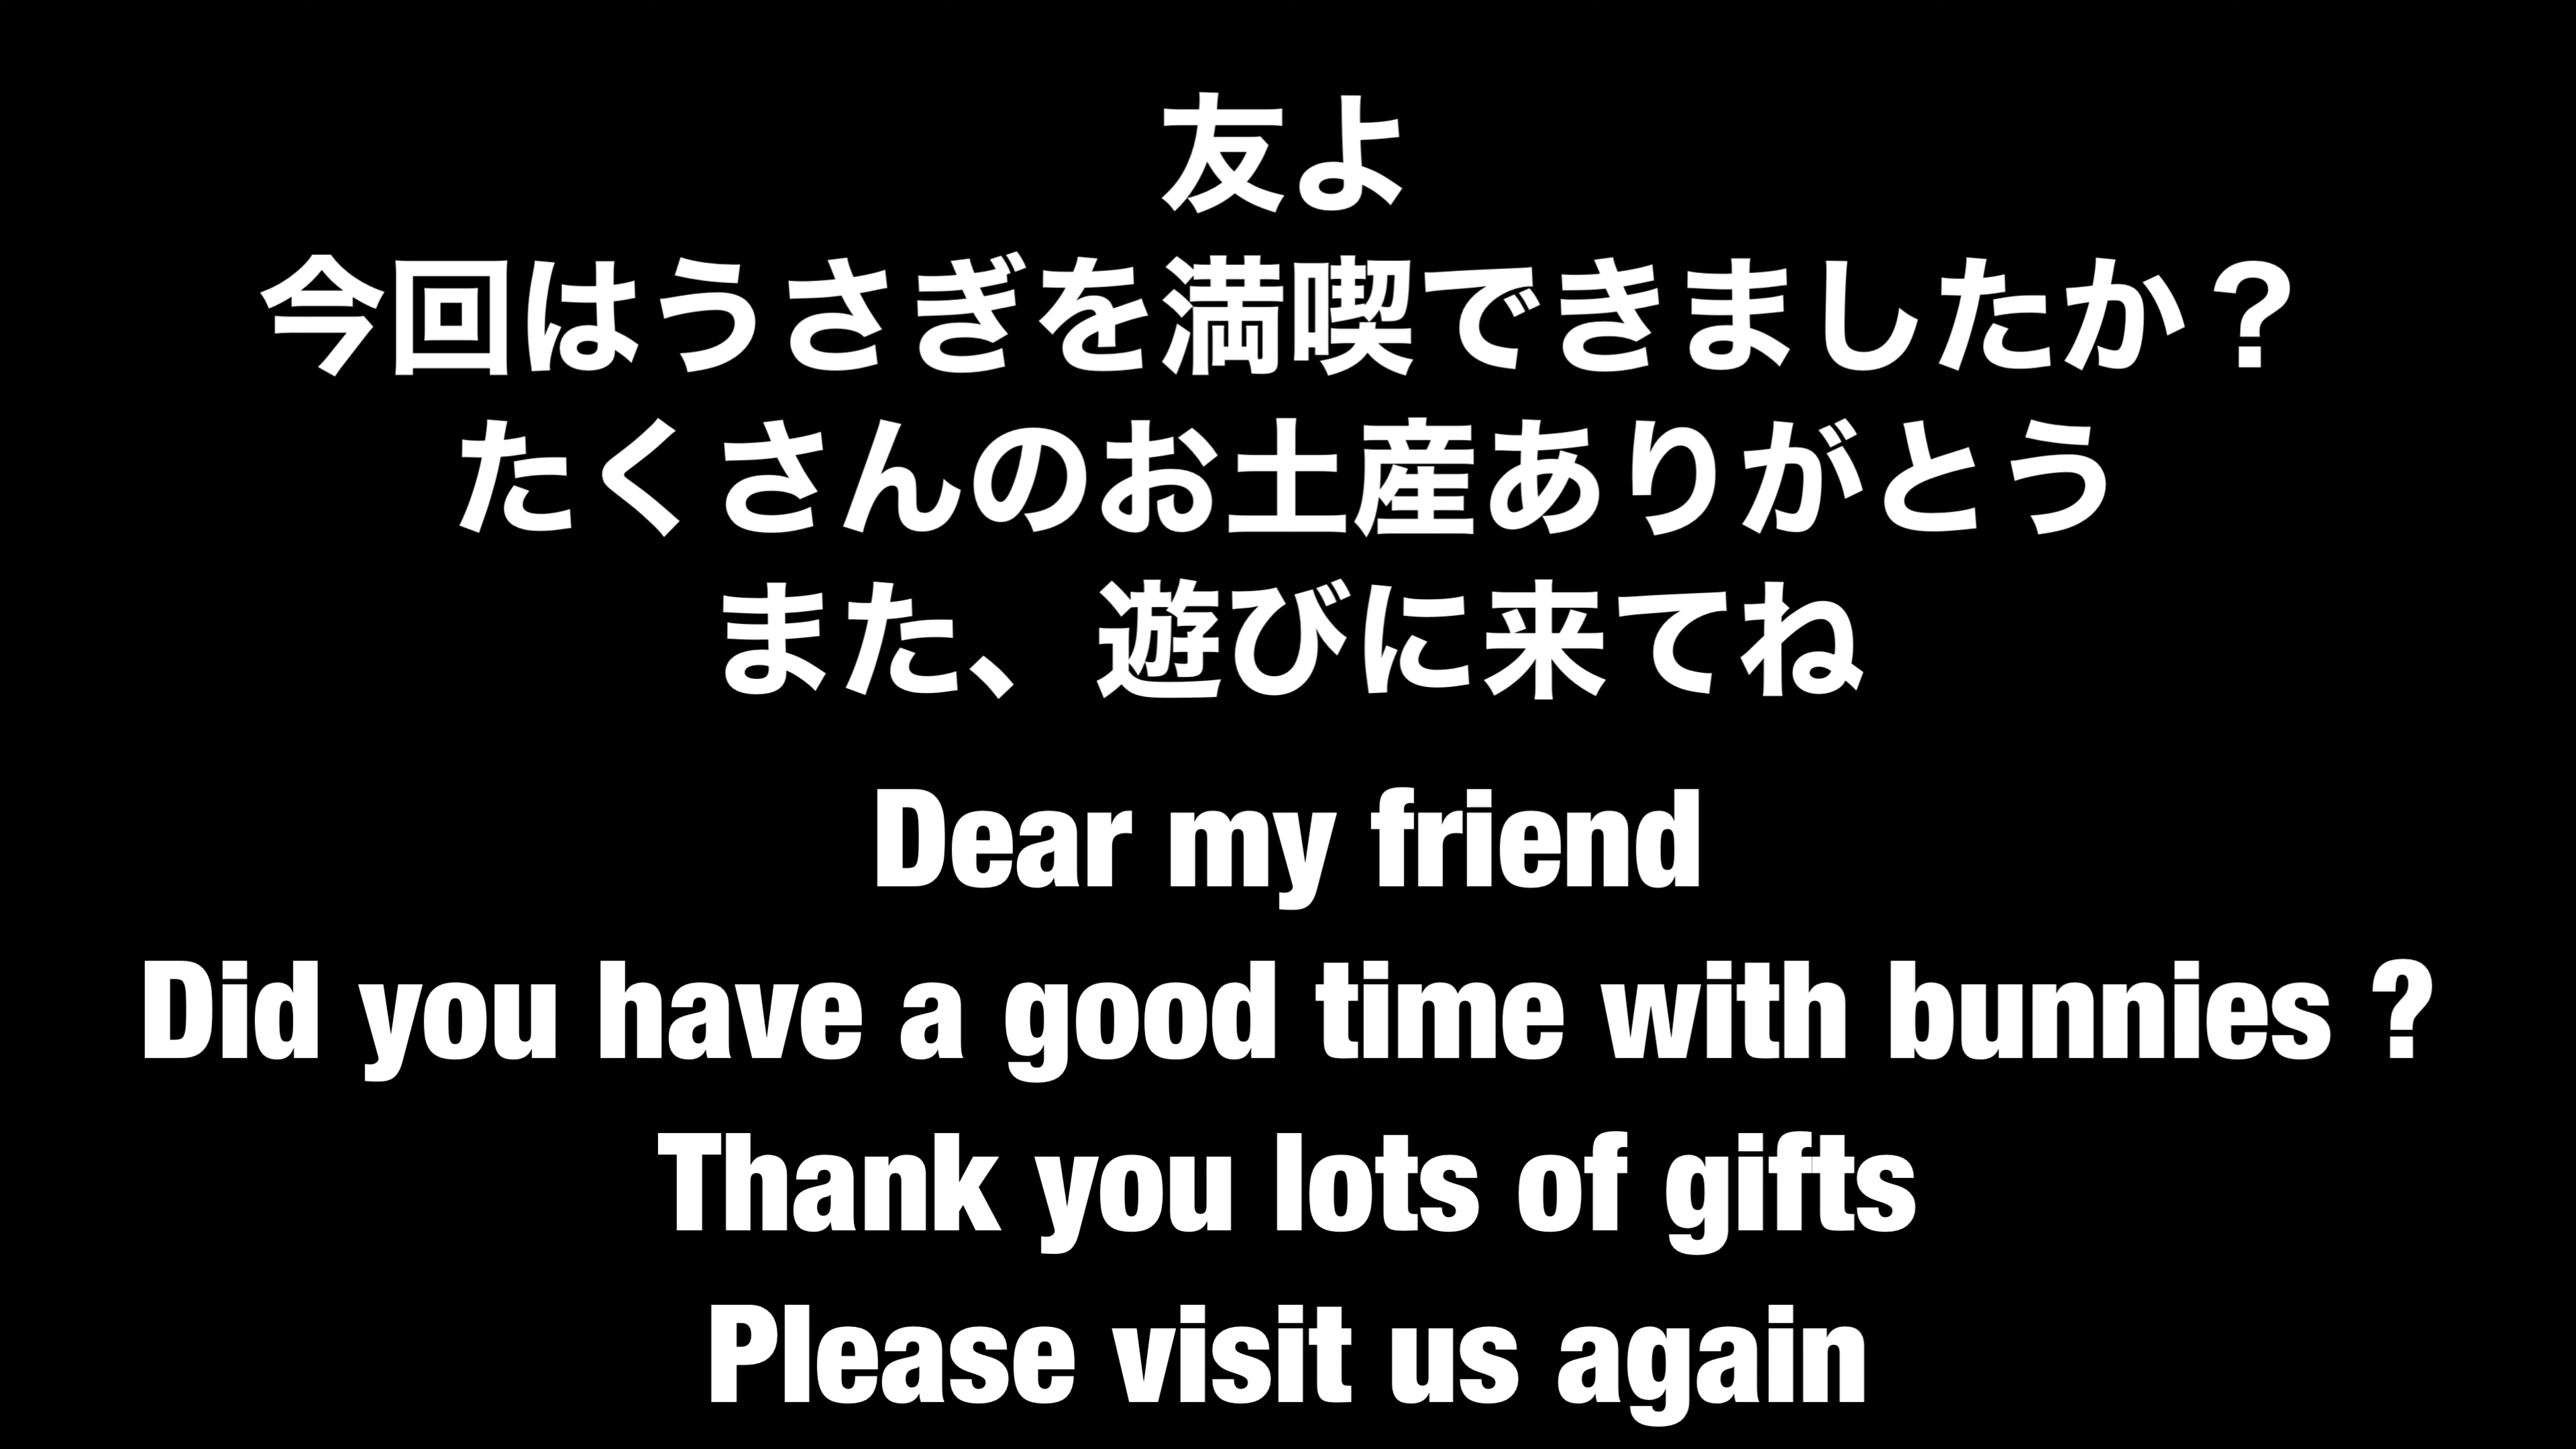 友よ
今回はうさぎを満喫できましたか？
たくさんのお土産ありがとう
また、遊びに来てね
Dear my friend
Did you have a good time with bunnies ?
Thank you lots of gifts
Please visit us again